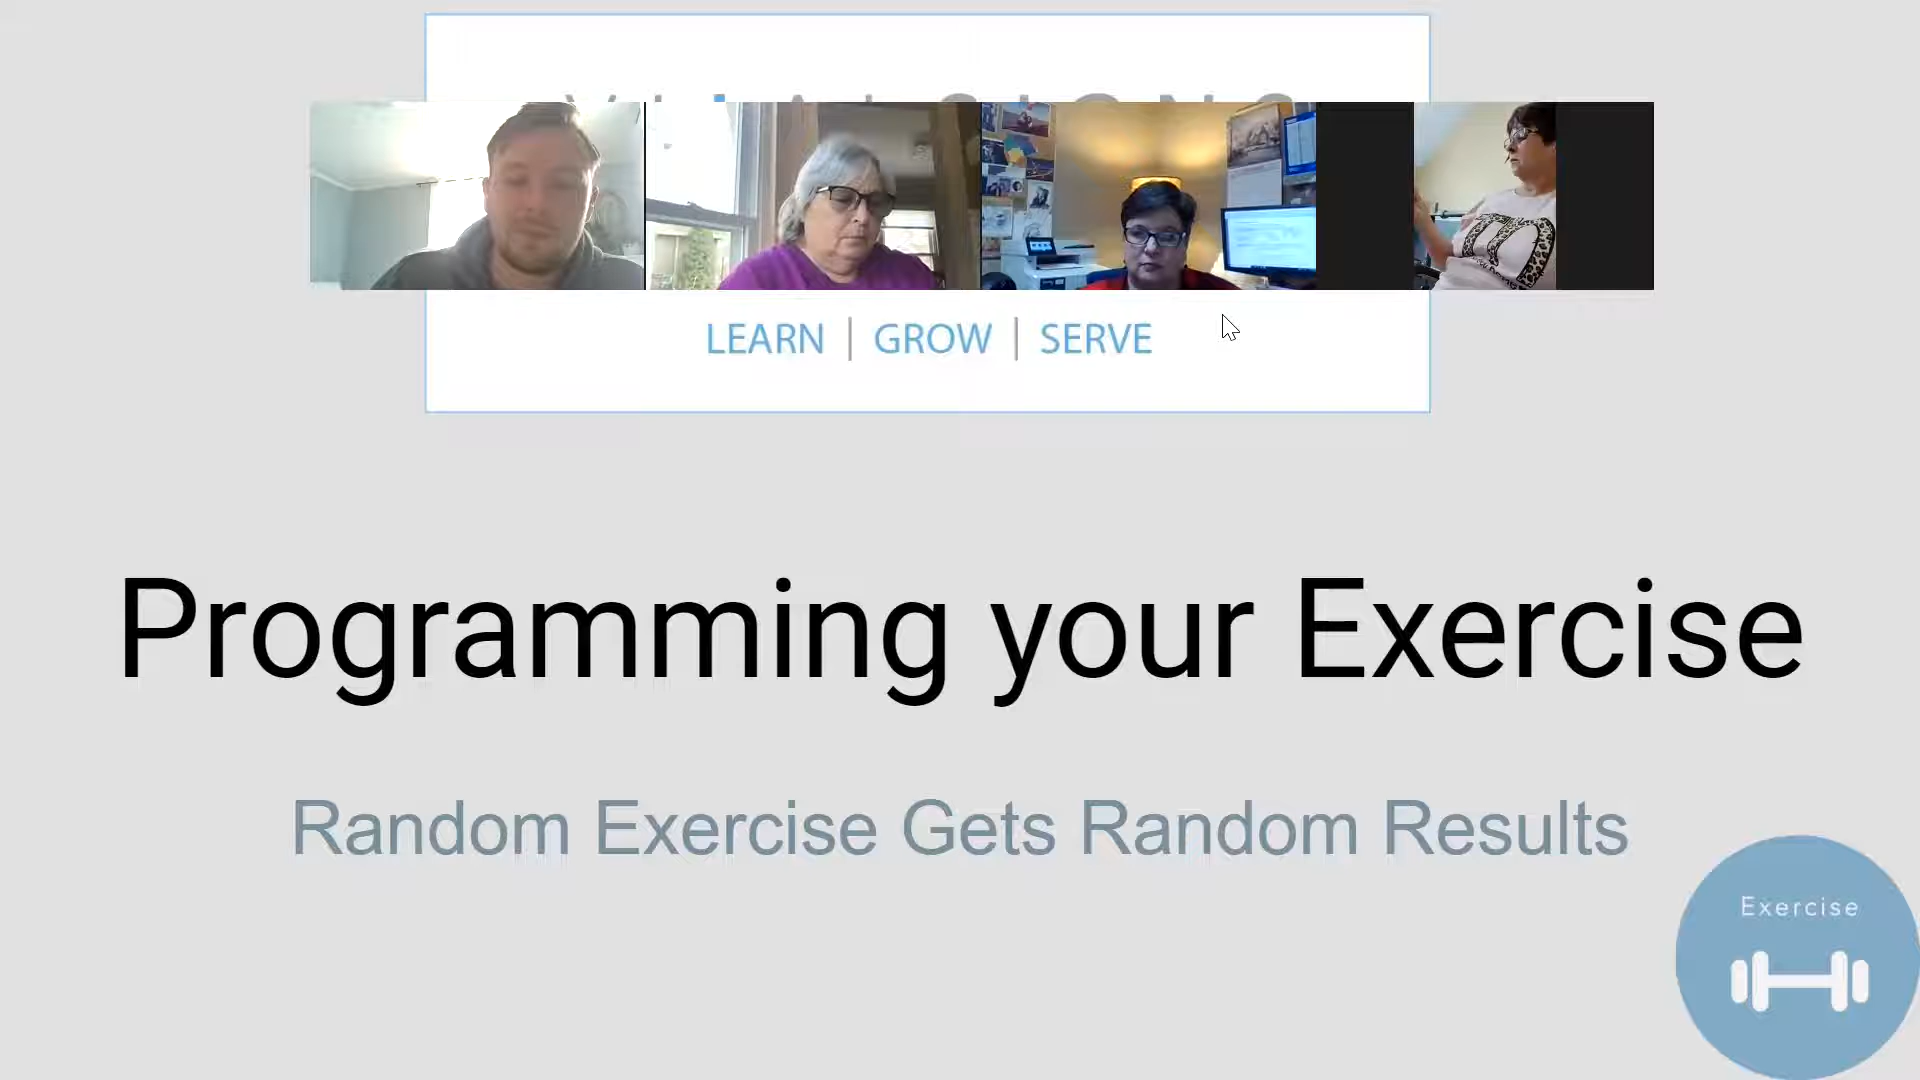 LEARN | GROW | SERVE
Programming your Exercise
Random Exercise Gets Random Results
Exercise